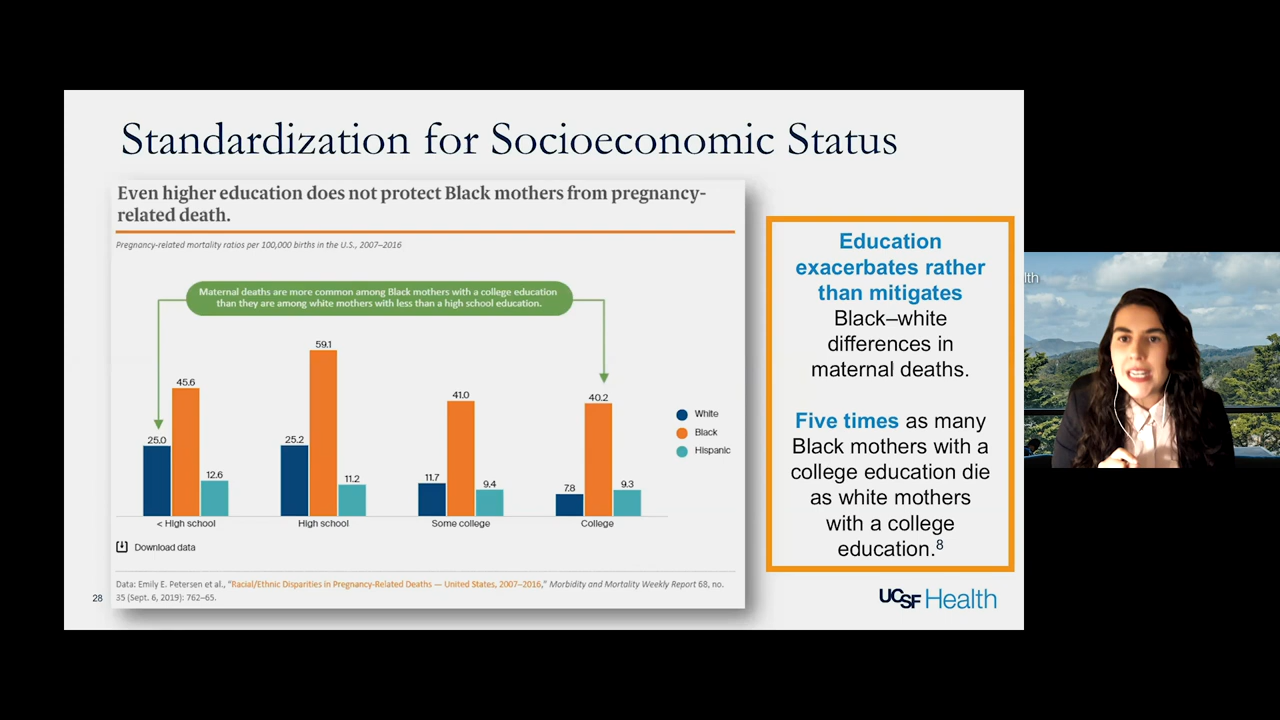 Standardization for Socioeconomic Status
Even higher education does not protect Black mothers from pregnancy-
related death.
Pregnancy-related mortality ratios per 100,000 births in the U.S., 2007–2016
Maternal deaths are more common among Black mothers with a college education
than they are among white mothers with less than a high school education.
25.0
45.6
12.6
25.2
59.1
11.2
11.7
41.0
9.4
7.8
40.2
9.3
White
Black
Hispanic
< High school
High school
Some college
College
Download data
Data: Emily E. Petersen et al., “Racial/Ethnic Disparities in Pregnancy-Related Deaths — United States, 2007–2016,” Morbidity and Mortality Weekly Report 68, no.
35 (Sept. 6, 2019): 762–65.
28
Education
exacerbates rather
than mitigates
Black–white
differences in
maternal deaths.
Five times as many
Black mothers with a
college education die
as white mothers
with a college
education.8
UCSF Health
lth